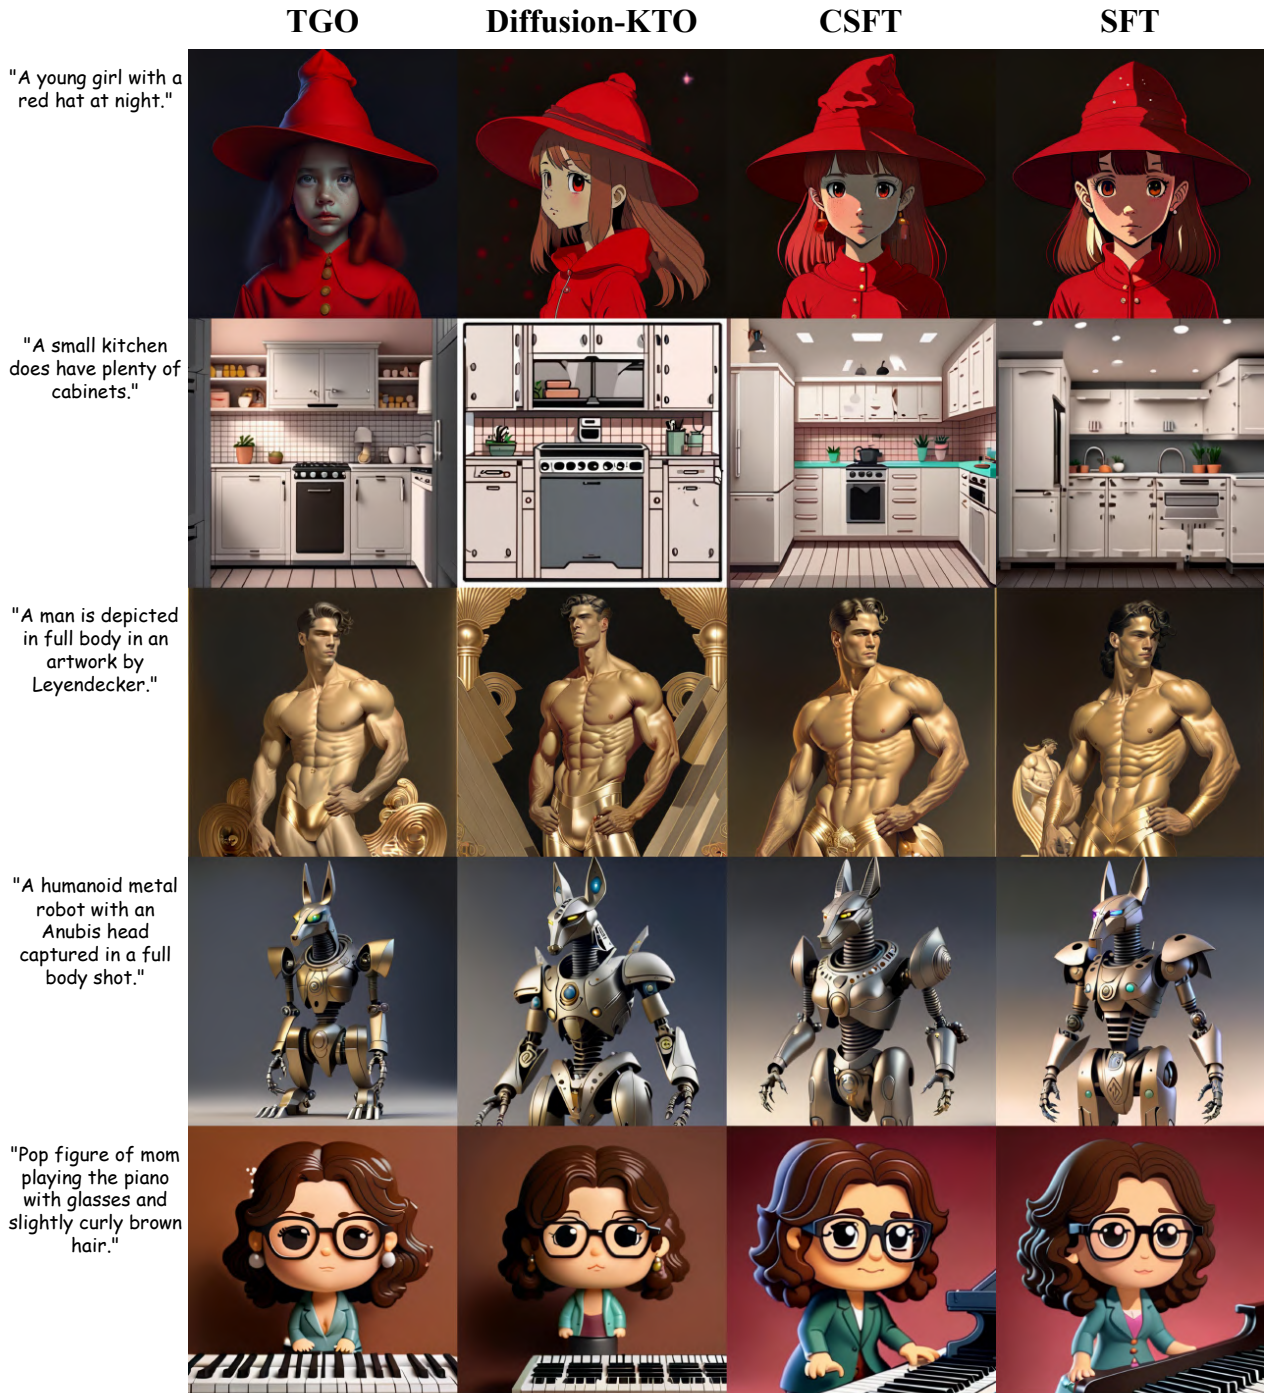 TGO Diffusion-KTO CSFT SFT
"A young girl with a
red hat at night."
"A small kitchen
does have plenty of
cabinets."
"A man is depicted
in full body in an
artwork by
Leyendecker."
"A humanoid metal
robot with an
Anubis head
captured in a full
body shot."
"Pop figure of mom
playing the piano
with glasses and
slightly curly brown
hair."